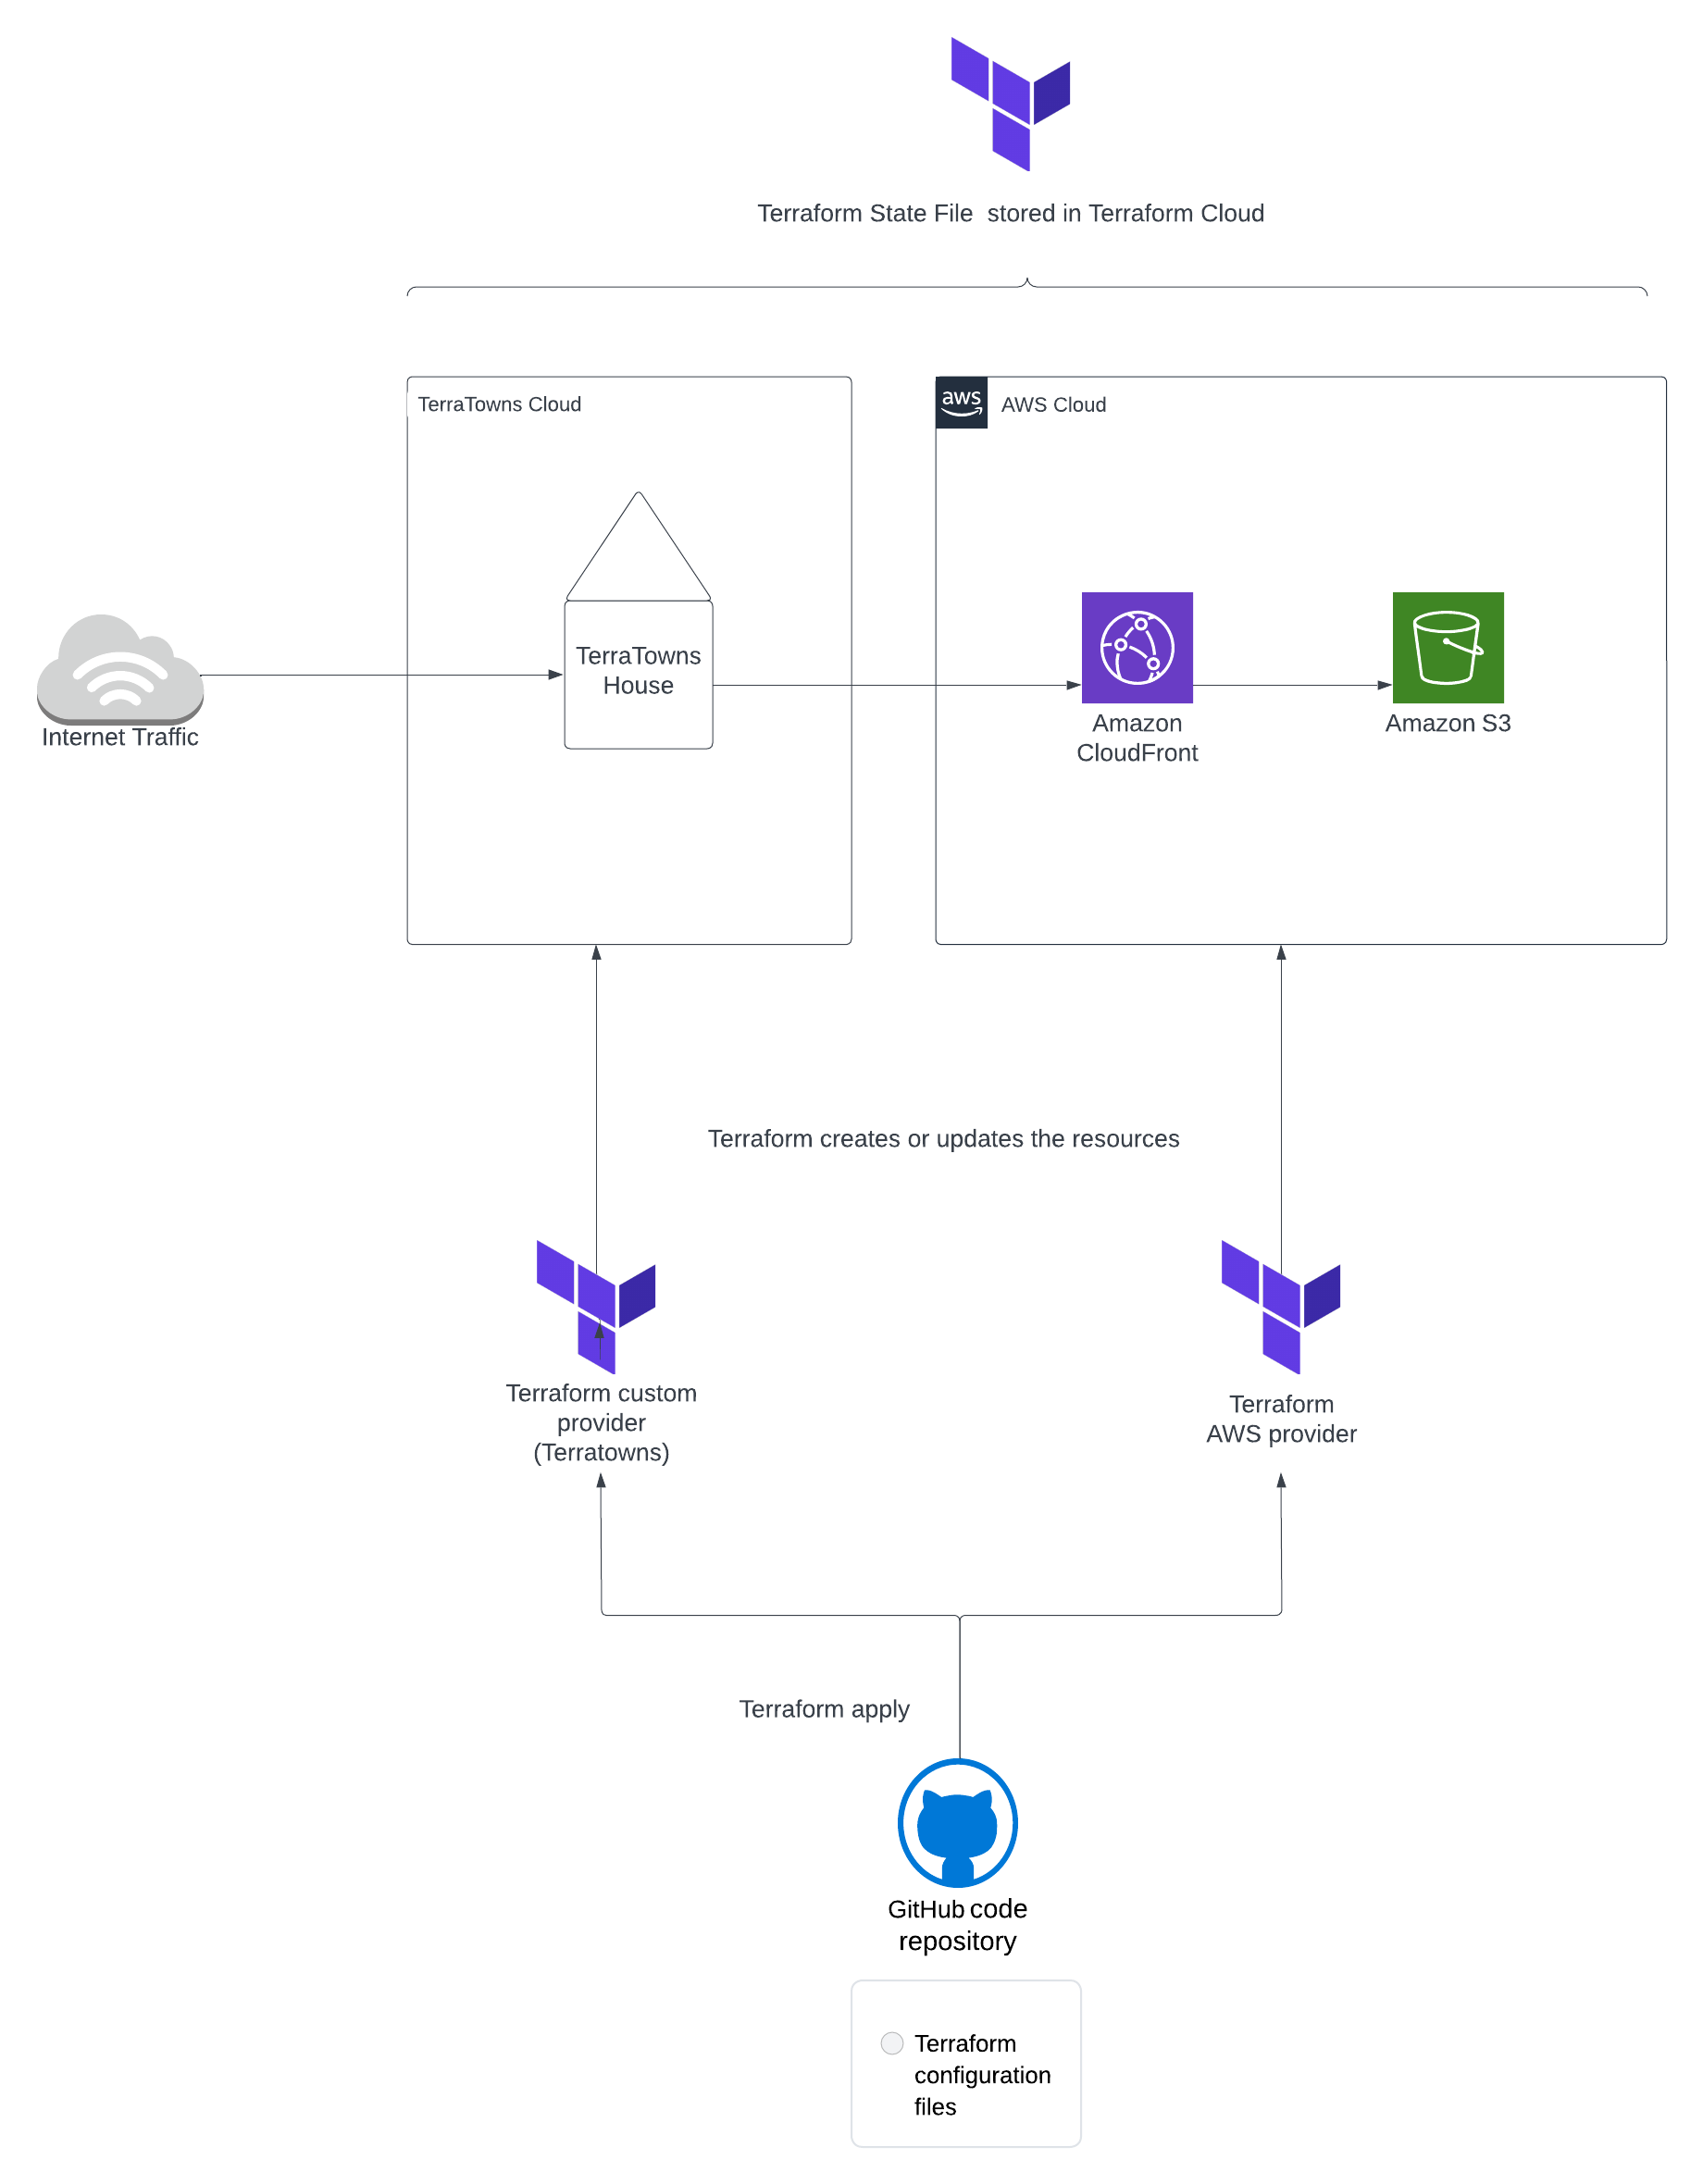 Terraform State File  stored in Terraform Cloud
TerraTowns Cloud
aws
AWS Cloud
TerraTowns
House
Internet Traffic
Amazon
CloudFront
Amazon S3
Terraform creates or updates the resources
Terraform custom
provider
(Terratowns)
Terraform
AWS provider
Terraform apply
GitHub code
repository
Terraform
configuration
files